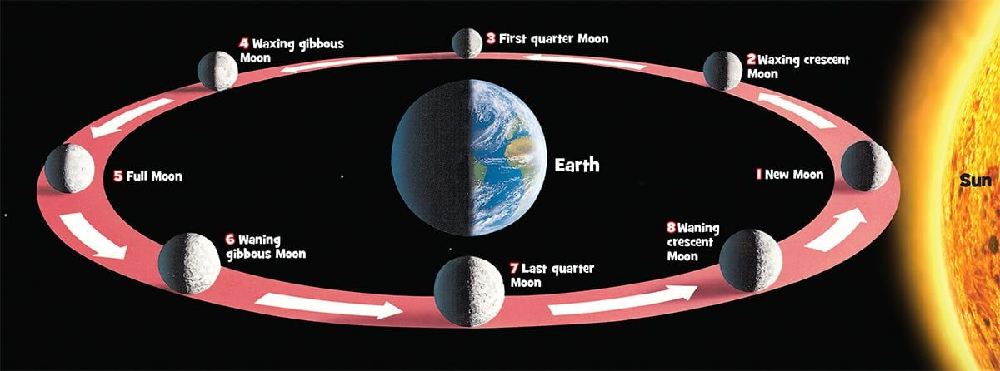 4 Waxing gibbous
Moon
3 First quarter Moon
2 Waxing crescent
Moon
Earth
5 Full Moon
1 New Moon
Sun
6 Waning
gibbous Moon
8 Waning
crescent
Moon
7 Last quarter
Moon